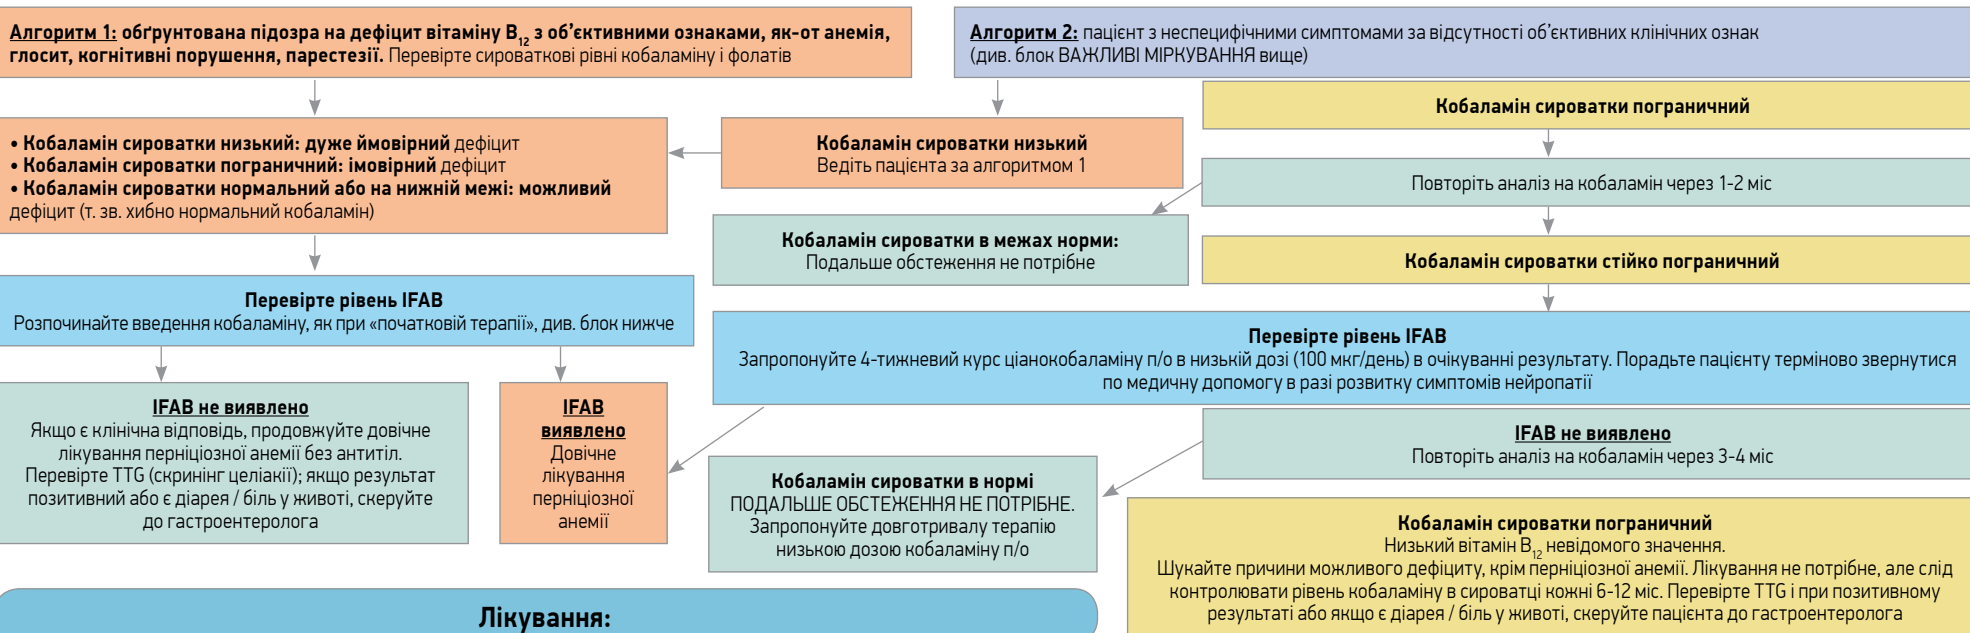 Алгоритм 1: обґрунтована підозра на дефіцит вітаміну B₁₂ з об’єктивними ознаками, як-от анемія,
глосит, когнітивні порушення, парестезії. Перевірте сироваткові рівні кобаламіну і фолатів
Алгоритм 2: пацієнт з неспецифічними симптомами за відсутності об’єктивних клінічних ознак
(див. блок ВАЖЛИВІ МІРКУВАННЯ вище)
• Кобаламін сироватки низький: дуже ймовірний дефіцит
• Кобаламін сироватки пограничний: імовірний дефіцит
• Кобаламін сироватки нормальний або на нижній межі: можливий
дефіцит (т. зв. хибно нормальний кобаламін)
Кобаламін сироватки низький
Ведіть пацієнта за алгоритмом 1
Кобаламін сироватки пограничний
Повторіть аналіз на кобаламін через 1-2 міс
Кобаламін сироватки в межах норми:
Подальше обстеження не потрібне
Кобаламін сироватки стійко пограничний
Перевірте рівень IFAB
Розпочинайте введення кобаламіну, як при «початковій терапії», див. блок нижче
Перевірте рівень IFAB
Запропонуйте 4-тижневий курс ціанокобаламіну п/о в низькій дозі (100 мкг/день) в очікуванні результату. Порадьте пацієнту терміново звернутися
по медичну допомогу в разі розвитку симптомів нейропатії
IFAB не виявлено
Якщо є клінічна відповідь, продовжуйте довічне
лікування перніціозної анемії без антитіл.
Перевірте TTG (скринінг целіакії); якщо результат
позитивний або є діарея / біль у животі, скеруйте
до гастроентеролога
IFAB
виявлено
Довічне
лікування
перніціозної
анемії
IFAB не виявлено
Повторіть аналіз на кобаламін через 3-4 міс
Кобаламін сироватки в нормі
ПОДАЛЬШЕ ОБСТЕЖЕННЯ НЕ ПОТРІБНЕ.
Запропонуйте довготривалу терапію
низькою дозою кобаламіну п/о
Кобаламін сироватки пограничний
Низький вітамін B₁₂ невідомого значення.
Шукайте причини можливого дефіциту, крім перніціозної анемії. Лікування не потрібне, але слід
контролювати рівень кобаламіну в сироватці кожні 6-12 міс. Перевірте TTG і при позитивному
результаті або якщо є діарея / біль у животі, скеруйте пацієнта до гастроентеролога
Лікування: